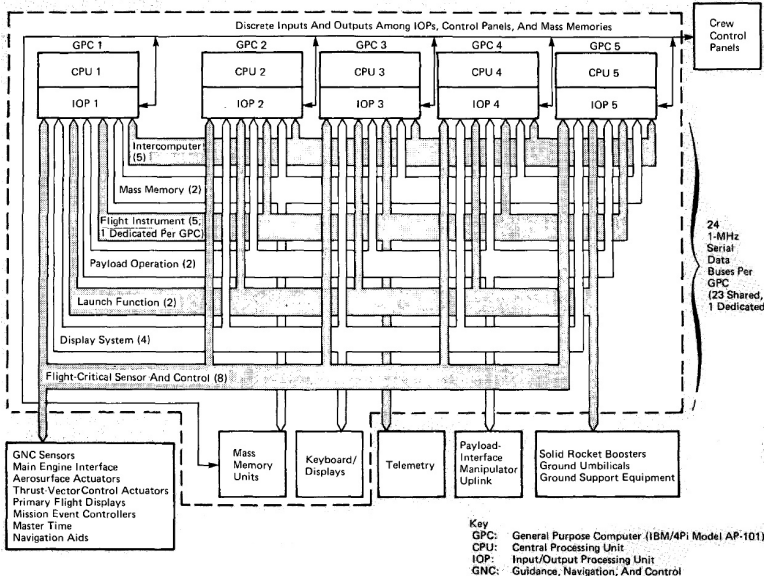 Discrete Inputs And Outputs Among IOPs, Control Panels, And Mass Memories
Crew
Control
Panels
GPC 1
GPC 2
GPC 3
GPC 4
GPC 5
CPU 1
CPU 2
CPU 3
CPU 4
CPU 5
IOP 1
IOP 2
IOP 3
IOP 4
IOP 5
Intercomputer
(5)
Mass Memory (2)
Flight Instrument (5,
1 Dedicated Per GPC)
Payload Operation (2)
Launch Function (2)
Display System (4)
Flight-Critical Sensor And Control (8)
24
1-MHz
Serial
Data
Buses Per
GPC
(23 Shared,
1 Dedicated
GNC Sensors
Main Engine Interface
Aerosurface Actuators
Thrust-Vector Control Actuators
Primary Flight Displays
Mission Event Controllers
Master Time
Navigation Aids
Mass
Memory
Units
Keyboard/
Displays
Telemetry
Payload-
Interface
Manipulator
Uplink
Solid Rocket Boosters
Ground Umbilicals
Ground Support Equipment
Key
GPC: General Purpose Computer (IBM/4Pi Model AP-101)
CPU: Central Processing Unit
IOP: Input/Output Processing Unit
GNC: Guidance, Navigation, And Control